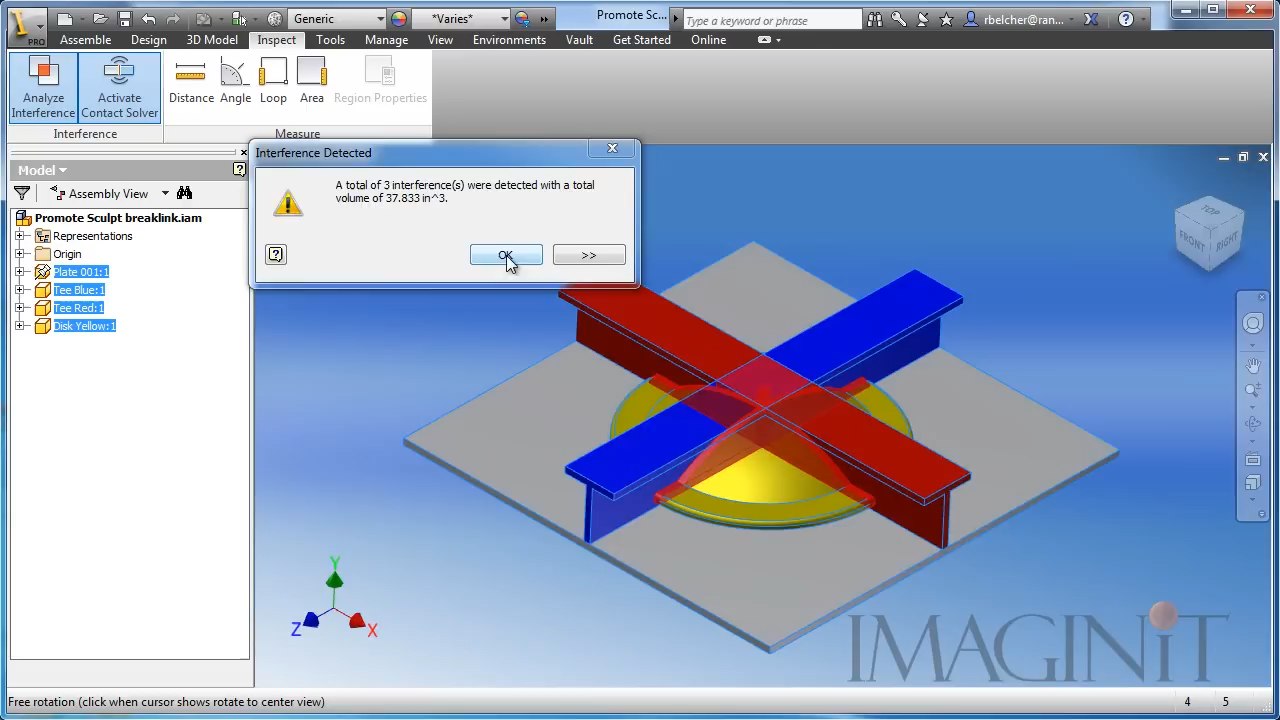 PRO
Generic
*Varies*
Promote Sc...
Type a keyword or phrase
rbelcher@ran...
Assemble Design 3D Model Inspect Tools Manage View Environments Vault Get Started Online
Analyze
Interference
Activate
Contact Solver
Distance
Angle
Loop
Area
Region Properties
Interference
Measure
Model
Assembly View
Promote Sculpt breaklink.iam
Representations
Origin
Plate 001:1
Tee Blue:1
Tee Red:1
Disk Yellow:1
Interference Detected
A total of 3 interference(s) were detected with a total
volume of 37.833 in^3.
OK
>>
TOP
FRONT
RIGHT
Y
Z
X
IMAGINiT
Free rotation (click when cursor shows rotate to center view)
4 5